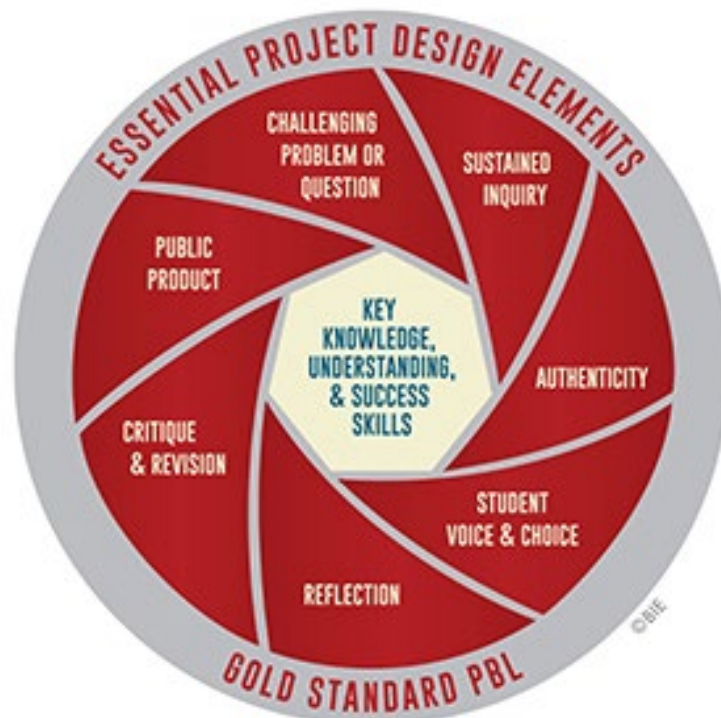 ESSENTIAL PROJECT DESIGN ELEMENTS
CHALLENGING
PROBLEM OR
QUESTION
SUSTAINED
INQUIRY
AUTHENTICITY
STUDENT
VOICE & CHOICE
REFLECTION
CRITIQUE
& REVISION
PUBLIC
PRODUCT
KEY
KNOWLEDGE,
UNDERSTANDING,
& SUCCESS
SKILLS
GOLD STANDARD PBL
©BIE